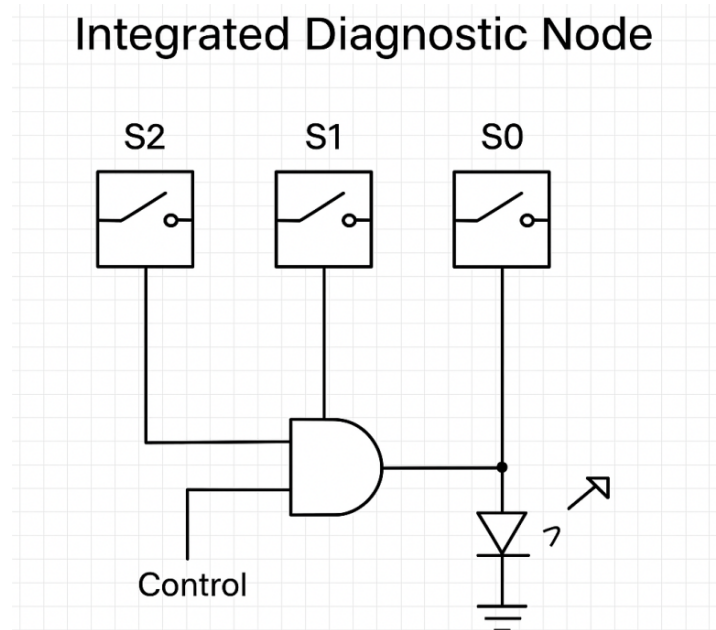 Integrated Diagnostic Node
S2 S1 S0
Control